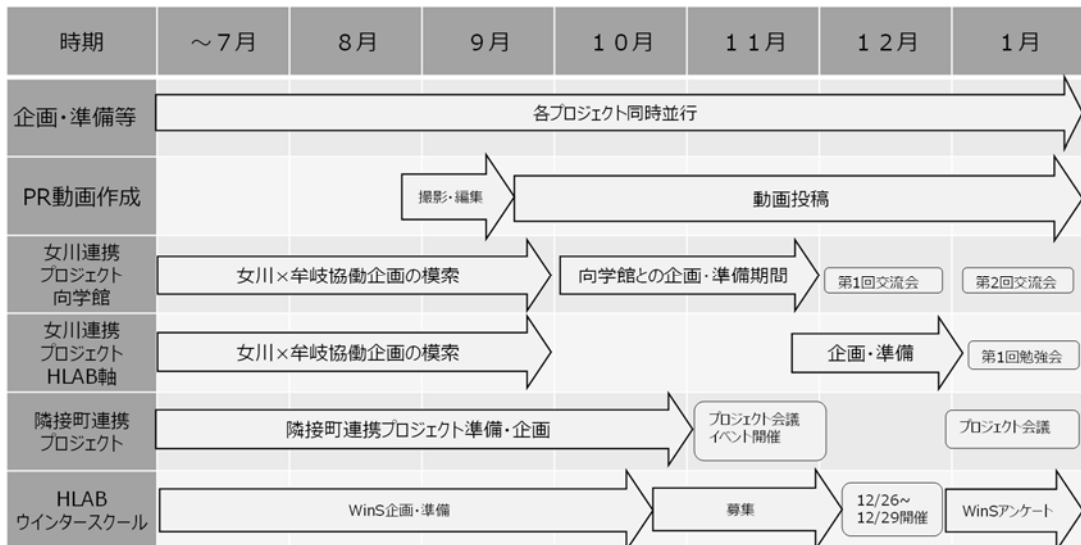 時期 ～7月 8月 9月 10月 11月 12月 1月
企画・準備等 各プロジェクト同時並行
PR動画作成 撮影・編集 動画投稿
女川連携
プロジェクト
向学館
女川×牟岐協働企画の模索 向学館との企画・準備期間 第1回交流会 第2回交流会
女川連携
プロジェクト
HLAB軸
女川×牟岐協働企画の模索 企画・準備 第1回勉強会
隣接町連携
プロジェクト
隣接町連携プロジェクト準備・企画
プロジェクト会議
イベント開催
プロジェクト会議
HLAB
ウインタースクール
WinS企画・準備 募集
12/26~
12/29開催
WinSアンケート